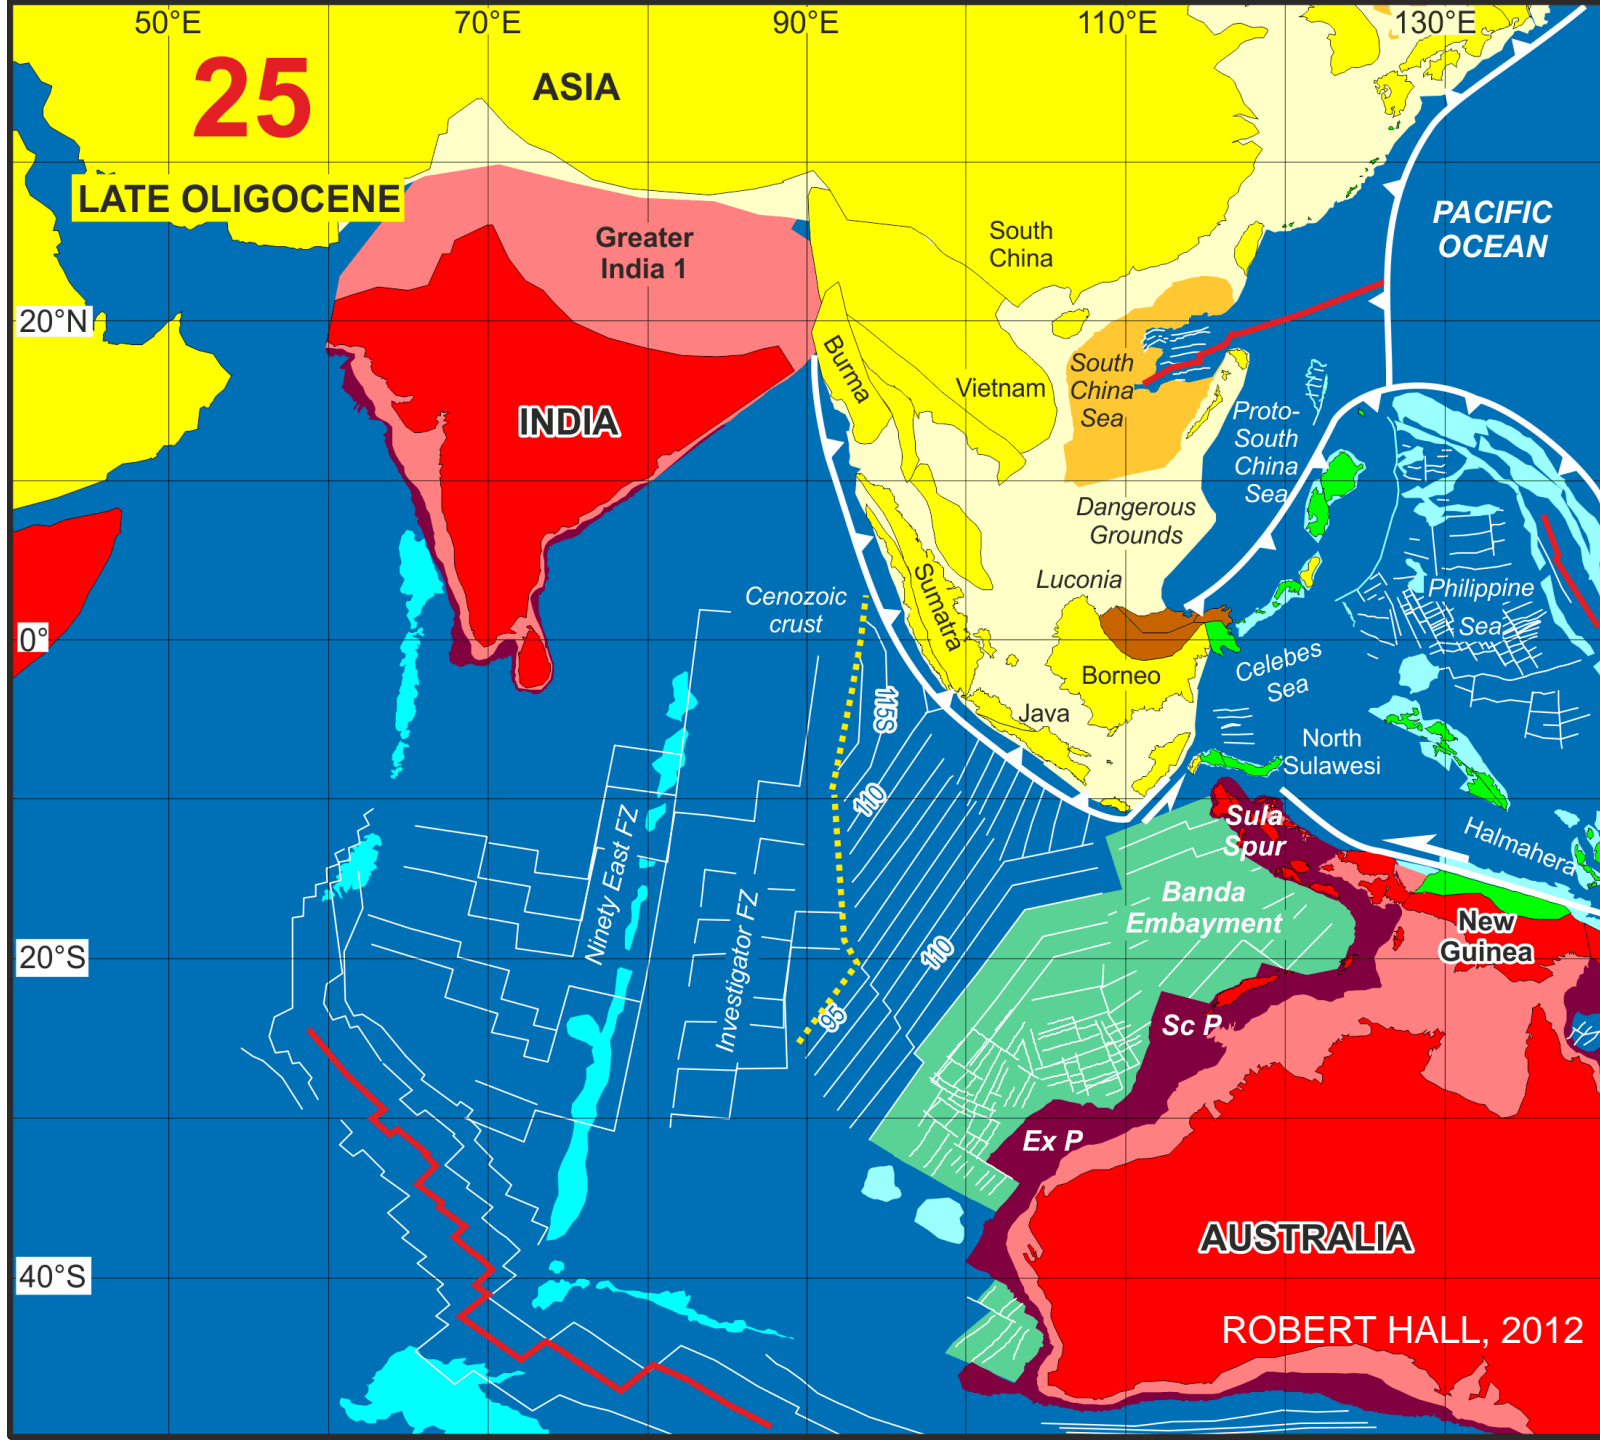 50°E
70°E
90°E
110°E
130°E
25
ASIA
LATE OLIGOCENE
PACIFIC
OCEAN
Greater
India 1
South
China
20°N
Burma
South
China
Sea
Vietnam
INDIA
Proto-
South
China
Sea
Dangerous
Grounds
Luconia
Cenozoic
crust
Sumatra
Philippine
Sea
0°
Borneo
Celebes
Sea
115S
Java
North
Sulawesi
110
Sula
Spur
Halmahera
Ninety East FZ
Investigator FZ
Banda
Embayment
New
Guinea
110
20°S
95
Sc P
Ex P
AUSTRALIA
40°S
ROBERT HALL, 2012